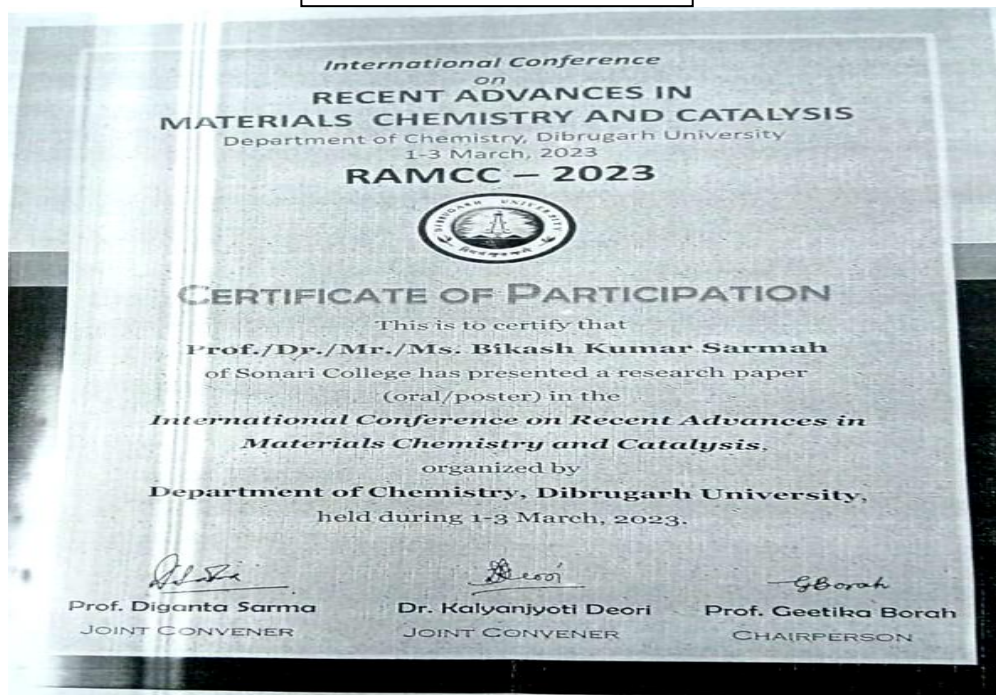 International Conference
on
RECENT ADVANCES IN
MATERIALS CHEMISTRY AND CATALYSIS
Department of Chemistry, Dibrugarh University
1-3 March, 2023
RAMCC – 2023
DIBRUGARH UNIVERSITY
CERTIFICATE OF PARTICIPATION
This is to certify that
Prof./Dr./Mr./Ms. Bikash Kumar Sarmah
of Sonari College has presented a research paper
(oral/poster) in the
International Conference on Recent Advances in
Materials Chemistry and Catalysis,
organized by
Department of Chemistry, Dibrugarh University,
held during 1-3 March, 2023.
Deori GBorah
Prof. Diganta Sarma Dr. Kalyanjyoti Deori Prof. Geetika Borah
JOINT CONVENER JOINT CONVENER CHAIRPERSON